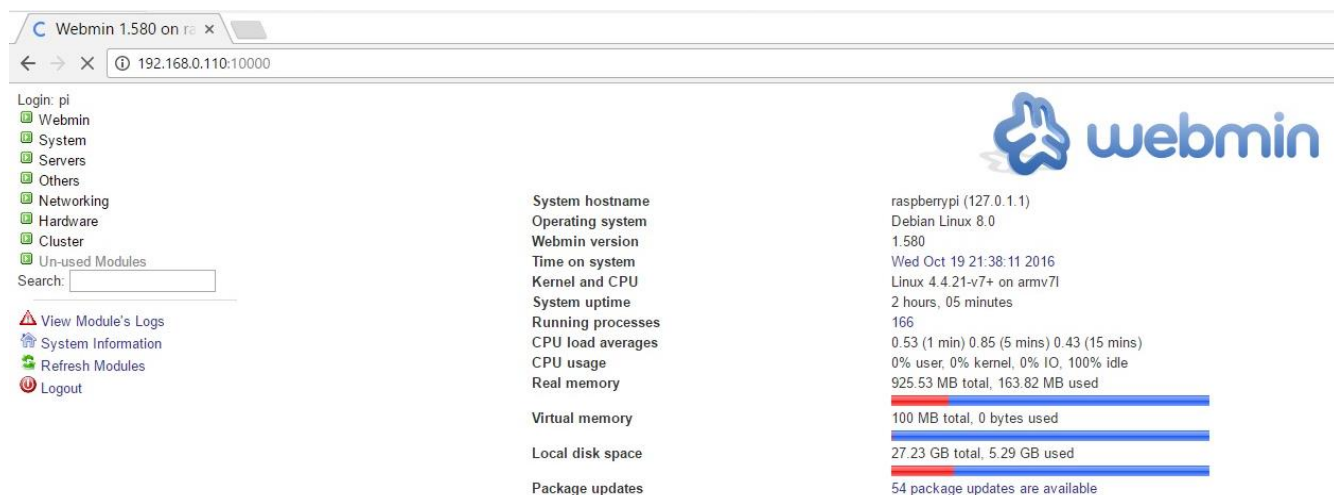 Webmin 1.580 on ra
192.168.0.110:10000
Login: pi
Webmin
System
Servers
Others
Networking
Hardware
Cluster
Un-used Modules
Search:
View Module's Logs
System Information
Refresh Modules
Logout
webmin
System hostname raspberrypi (127.0.1.1)
Operating system Debian Linux 8.0
Webmin version 1.580
Time on system Wed Oct 19 21:38:11 2016
Kernel and CPU Linux 4.4.21-v7+ on armv7l
System uptime 2 hours, 05 minutes
Running processes 166
CPU load averages 0.53 (1 min) 0.85 (5 mins) 0.43 (15 mins)
CPU usage 0% user, 0% kernel, 0% IO, 100% idle
Real memory 925.53 MB total, 163.82 MB used
Virtual memory 100 MB total, 0 bytes used
Local disk space 27.23 GB total, 5.29 GB used
Package updates 54 package updates are available